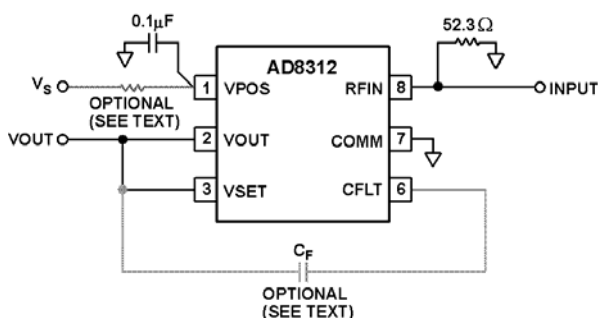 0.1µF
52.3Ω
AD8312
VS
1 VPOS
RFIN 8
INPUT
OPTIONAL
(SEE TEXT)
VOUT
2 VOUT
COMM 7
3 VSET
CFLT 6
CF
OPTIONAL
(SEE TEXT)